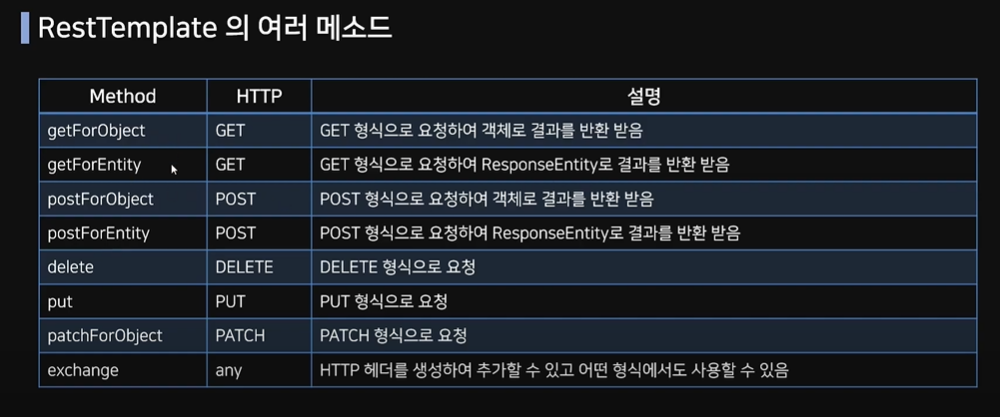 RestTemplate 의 여러 메소드
Method HTTP 설명
getForObject GET GET 형식으로 요청하여 객체로 결과를 반환 받음
getForEntity GET GET 형식으로 요청하여 ResponseEntity로 결과를 반환 받음
postForObject POST POST 형식으로 요청하여 객체로 결과를 반환 받음
postForEntity POST POST 형식으로 요청하여 ResponseEntity로 결과를 반환 받음
delete DELETE DELETE 형식으로 요청
put PUT PUT 형식으로 요청
patchForObject PATCH PATCH 형식으로 요청
exchange any HTTP 헤더를 생성하여 추가할 수 있고 어떤 형식에서도 사용할 수 있음